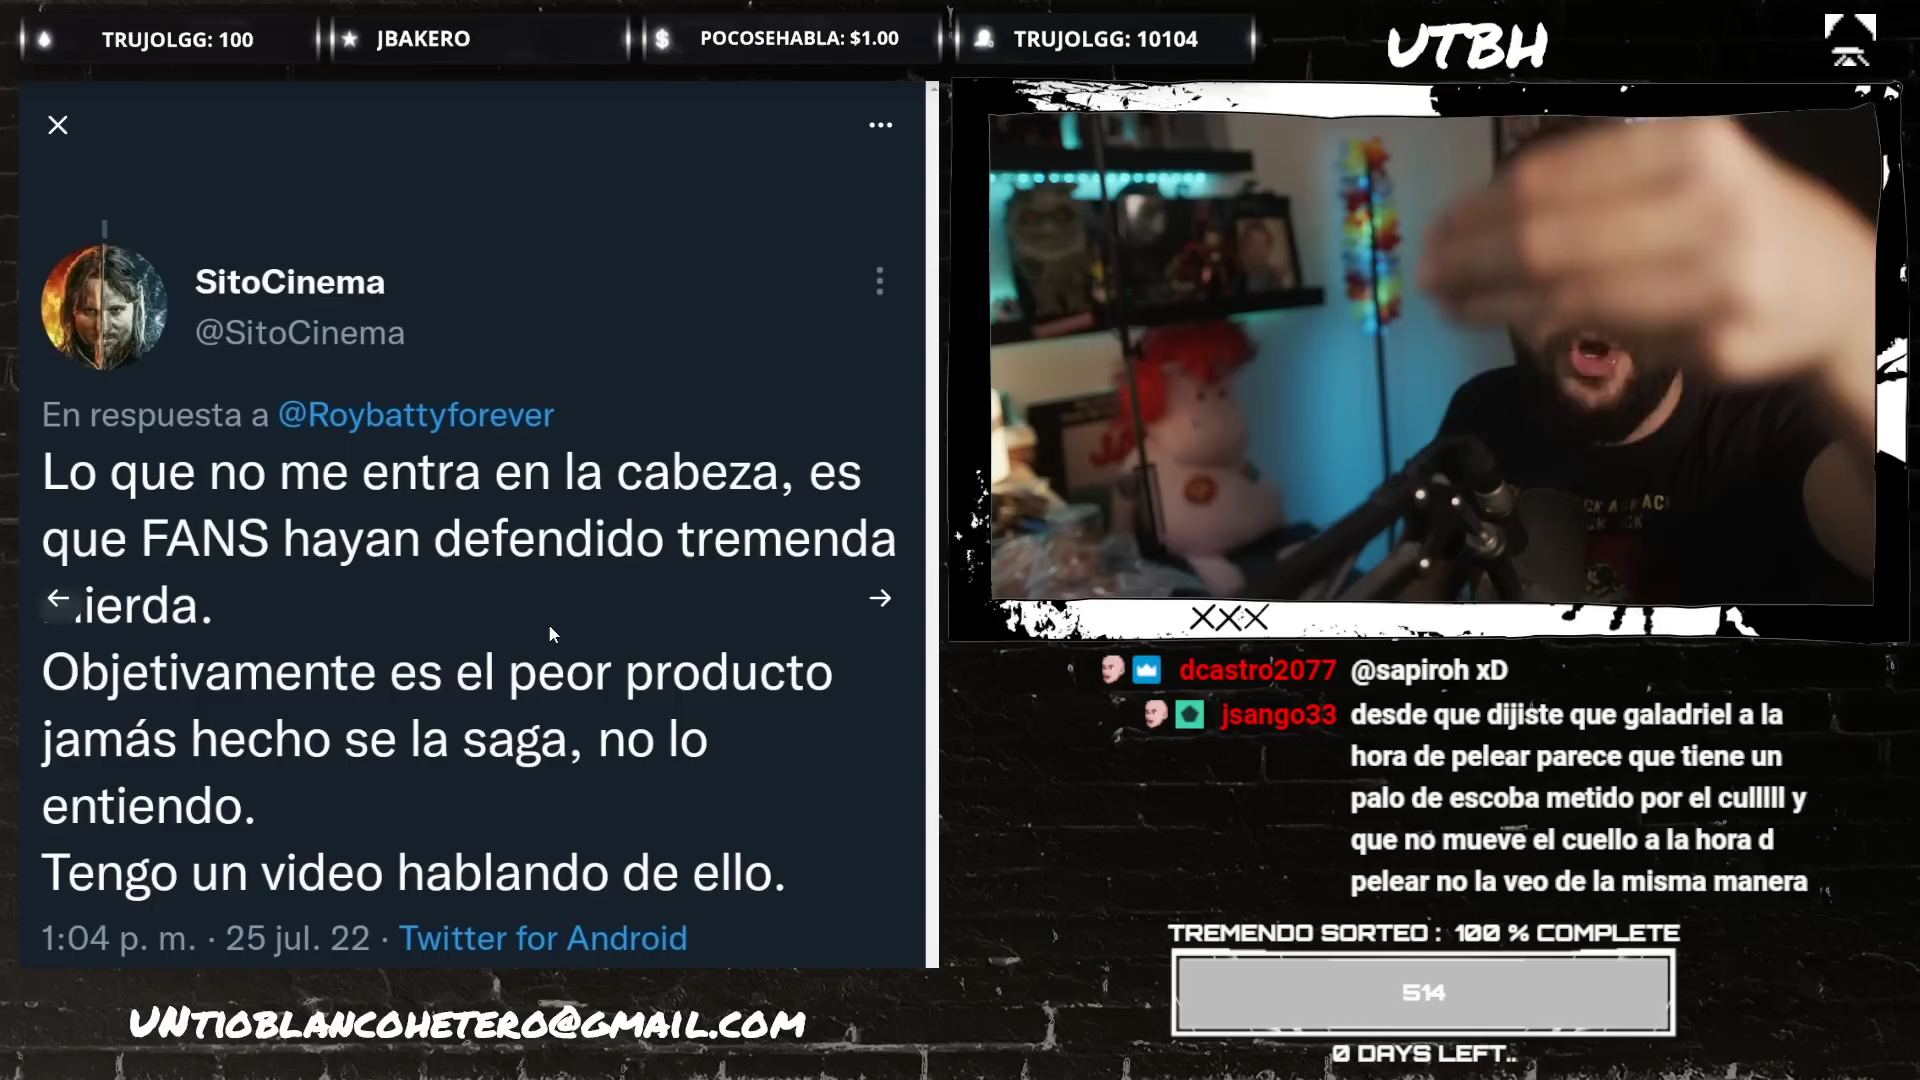 TRUJOLGG: 100
JBAKERO
POCOSEHABLA: $1.00
TRUJOLGG: 10104
UTBH
SitoCinema
@SitoCinema
En respuesta a @Roybattyforever
Lo que no me entra en la cabeza, es
que FANS hayan defendido tremenda
ierda.
Objetivamente es el peor producto
jamás hecho se la saga, no lo
entiendo.
Tengo un video hablando de ello.
1:04 p. m. · 25 jul. 22 · Twitter for Android
UNTIOBLANCOHETERO@GMAIL.COM
XXX
dcastro2077 @sapiroh xD
jsango33 desde que dijiste que galadriel a la
hora de pelear parece que tiene un
palo de escoba metido por el culllll y
que no mueve el cuello a la hora d
pelear no la veo de la misma manera
TREMENDO SORTEO : 100 % COMPLETE
514
0 DAYS LEFT..